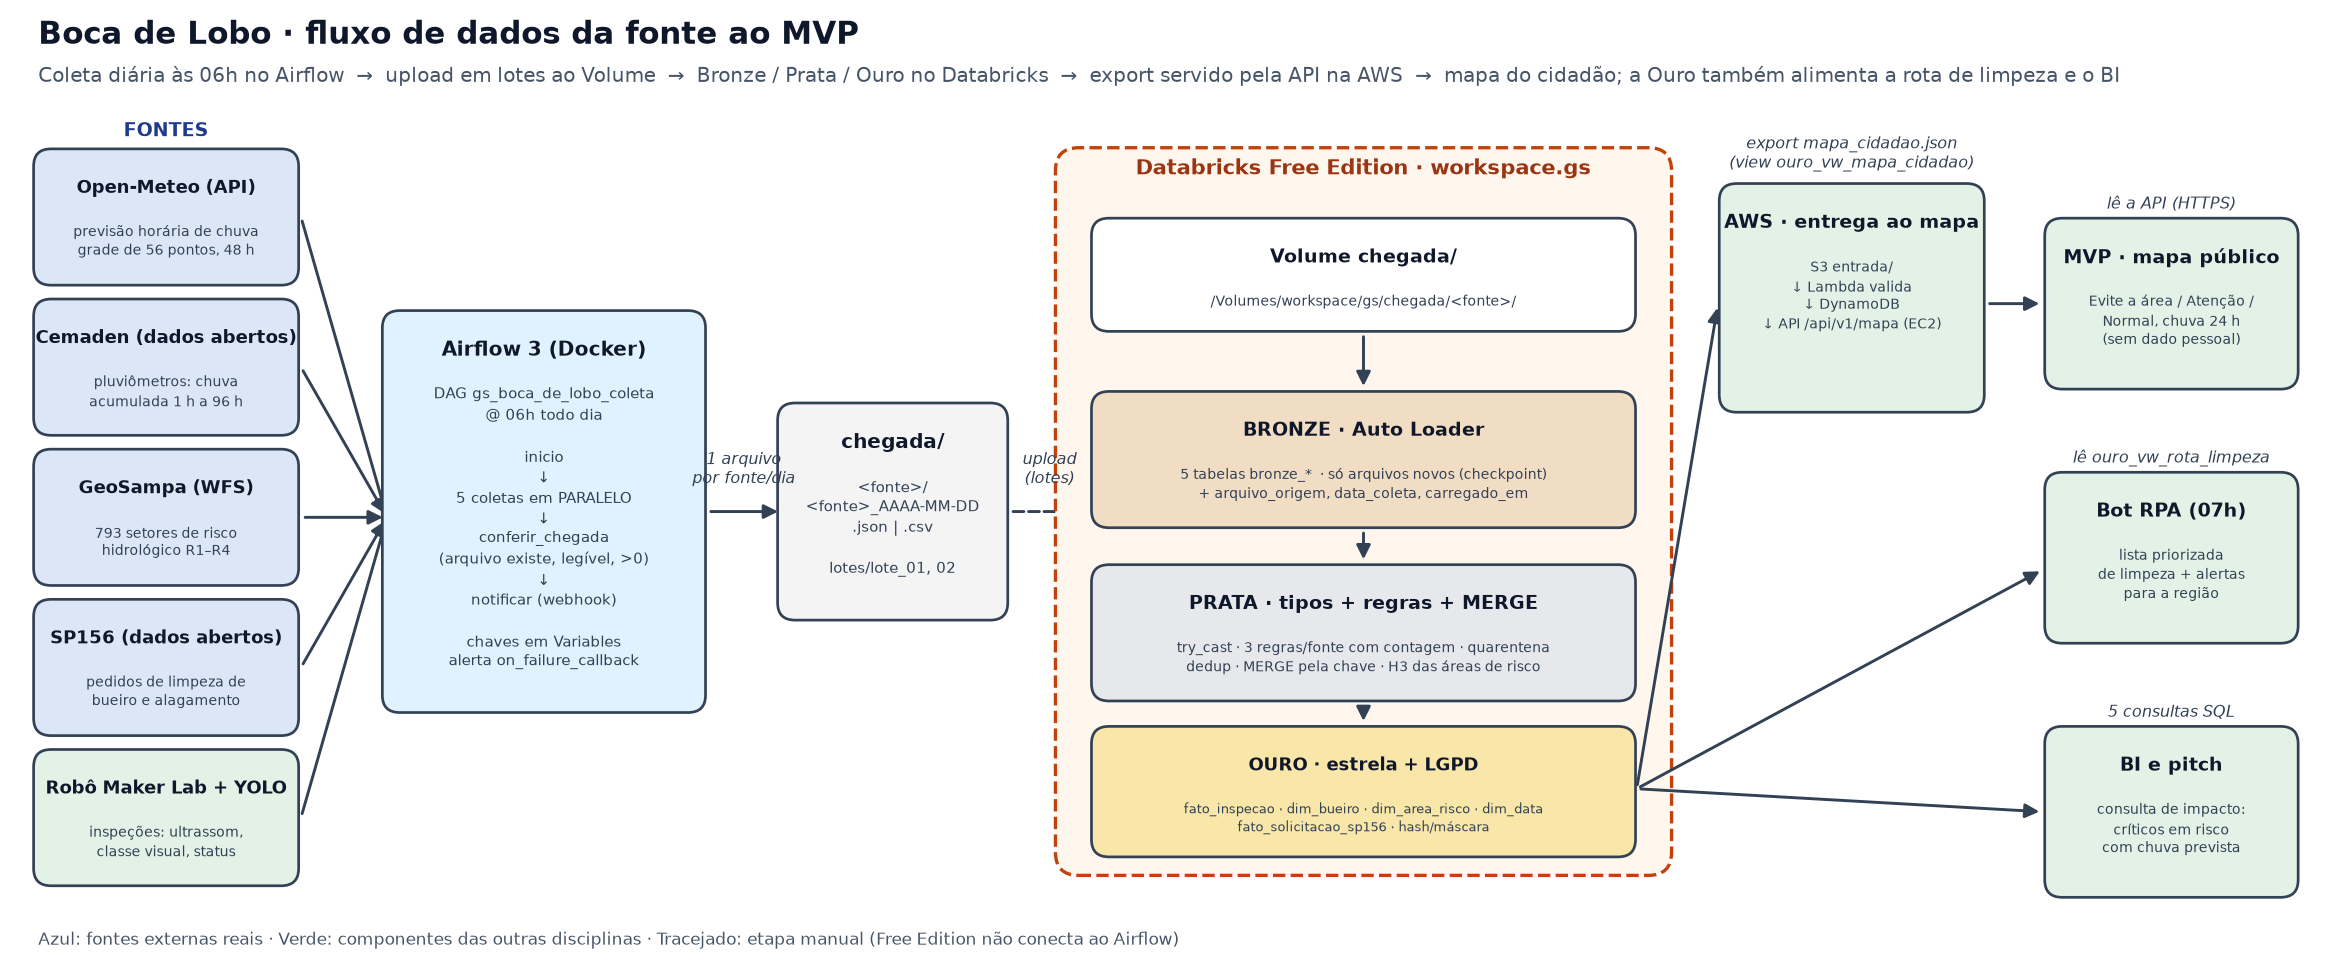 Boca de Lobo · fluxo de dados da fonte ao MVP
Coleta diária às 06h no Airflow → upload em lotes ao Volume → Bronze / Prata / Ouro no Databricks → export servido pela API na AWS → mapa do cidadão; a Ouro também alimenta a rota de limpeza e o BI
FONTES
Open-Meteo (API)
previsão horária de chuva
grade de 56 pontos, 48 h
Cemaden (dados abertos)
pluviômetros: chuva
acumulada 1 h a 96 h
GeoSampa (WFS)
793 setores de risco
hidrológico R1–R4
SP156 (dados abertos)
pedidos de limpeza de
bueiro e alagamento
Robô Maker Lab + YOLO
inspeções: ultrassom,
classe visual, status
Airflow 3 (Docker)
DAG gs_boca_de_lobo_coleta
@ 06h todo dia
inicio
↓
5 coletas em PARALELO
↓
conferir_chegada
(arquivo existe, legível, >0)
↓
notificar (webhook)
chaves em Variables
alerta on_failure_callback
1 arquivo
por fonte/dia
chegada/
<fonte>/
<fonte>_AAAA-MM-DD
.json | .csv
lotes/lote_01, 02
upload
(lotes)
Databricks Free Edition · workspace.gs
Volume chegada/
/Volumes/workspace/gs/chegada/<fonte>/
BRONZE · Auto Loader
5 tabelas bronze_* · só arquivos novos (checkpoint)
+ arquivo_origem, data_coleta, carregado_em
PRATA · tipos + regras + MERGE
try_cast · 3 regras/fonte com contagem · quarentena
dedup · MERGE pela chave · H3 das áreas de risco
OURO · estrela + LGPD
fato_inspecao · dim_bueiro · dim_area_risco · dim_data
fato_solicitacao_sp156 · hash/máscara
export mapa_cidadao.json
(view ouro_vw_mapa_cidadao)
AWS · entrega ao mapa
S3 entrada/
↓ Lambda valida
↓ DynamoDB
↓ API /api/v1/mapa (EC2)
lê a API (HTTPS)
MVP · mapa público
Evite a área / Atenção /
Normal, chuva 24 h
(sem dado pessoal)
lê ouro_vw_rota_limpeza
Bot RPA (07h)
lista priorizada
de limpeza + alertas
para a região
5 consultas SQL
BI e pitch
consulta de impacto:
críticos em risco
com chuva prevista
Azul: fontes externas reais · Verde: componentes das outras disciplinas · Tracejado: etapa manual (Free Edition não conecta ao Airflow)